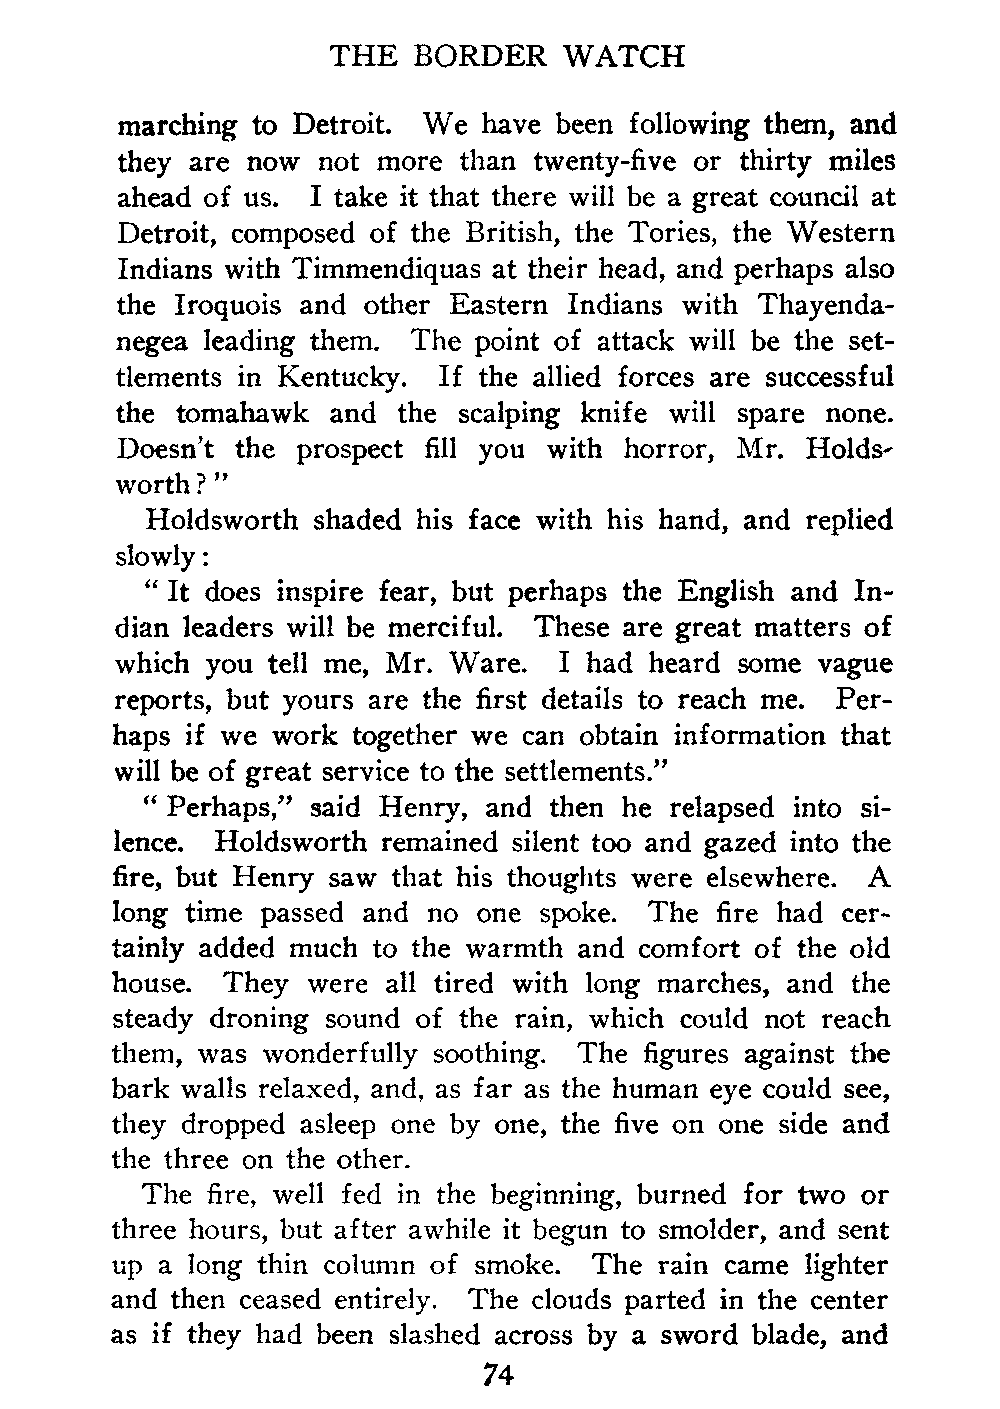 THE BORDER WATCH
marching to Detroit. We have been following them, and
they are now not more than twenty-five or thirty miles
ahead of us. I take it that there will be a great council at
Detroit, composed of the British, the Tories, the Western
Indians with Timmendiquas at their head, and perhaps also
the Iroquois and other Eastern Indians with Thayenda-
negea leading them. The point of attack will be the set-
tlements in Kentucky. If the allied forces are successful
the tomahawk and the scalping knife will spare none.
Doesn't the prospect fill you with horror, Mr. Holds-
worth?"
Holdsworth shaded his face with his hand, and replied
slowly:
"It does inspire fear, but perhaps the English and In-
dian leaders will be merciful. These are great matters of
which you tell me, Mr. Ware. I had heard some vague
reports, but yours are the first details to reach me. Per-
haps if we work together we can obtain information that
will be of great service to the settlements."
"Perhaps," said Henry, and then he relapsed into si-
lence. Holdsworth remained silent too and gazed into the
fire, but Henry saw that his thoughts were elsewhere. A
long time passed and no one spoke. The fire had cer-
tainly added much to the warmth and comfort of the old
house. They were all tired with long marches, and the
steady droning sound of the rain, which could not reach
them, was wonderfully soothing. The figures against the
bark walls relaxed, and, as far as the human eye could see,
they dropped asleep one by one, the five on one side and
the three on the other.
The fire, well fed in the beginning, burned for two or
three hours, but after awhile it begun to smolder, and sent
up a long thin column of smoke. The rain came lighter
and then ceased entirely. The clouds parted in the center
as if they had been slashed across by a sword blade, and
74